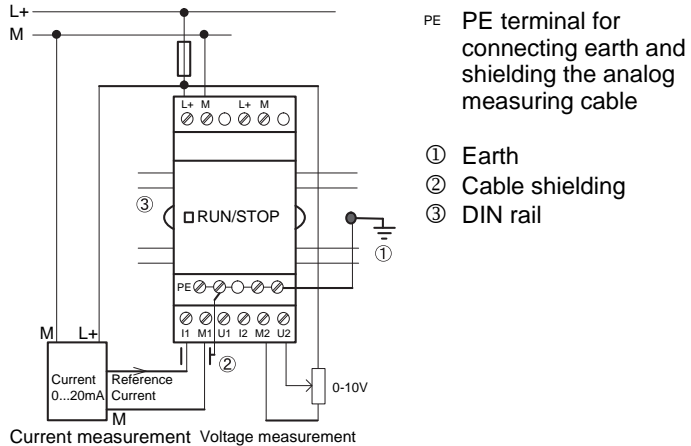 L+
M
L+ M L+ M
③
RUN/STOP
①
PE
I1 M1 U1 I2 M2 U2
②
M L+
Current
0...20mA
Reference
Current
M
0-10V
Current measurement
Voltage measurement
PE PE terminal for
connecting earth and
shielding the analog
measuring cable
① Earth
② Cable shielding
③ DIN rail